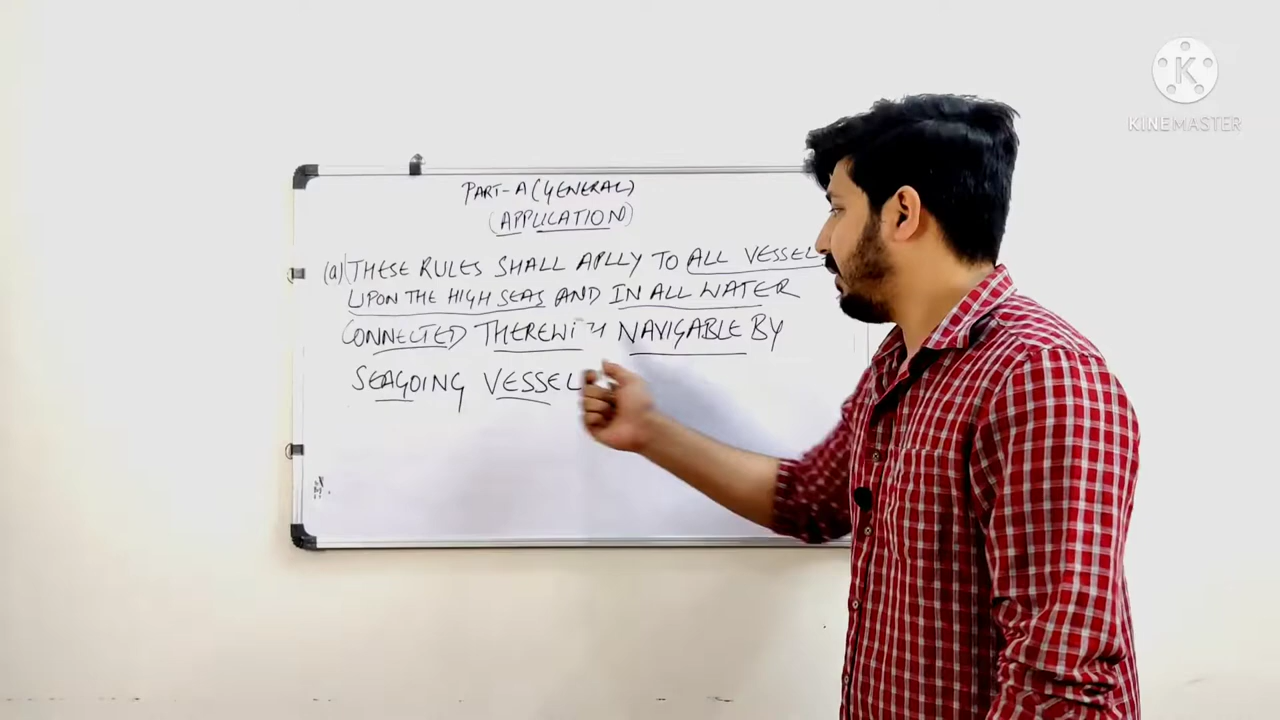 PART-A (GENERAL)
(APPLICATION)
(a) THESE RULES SHALL APLLY TO ALL VESSEL
UPON THE HIGH SEAS AND IN ALL WATER
CONNECTED THEREWITH NAVIGABLE BY
SEAGOING VESSEL
K
KINEMASTER